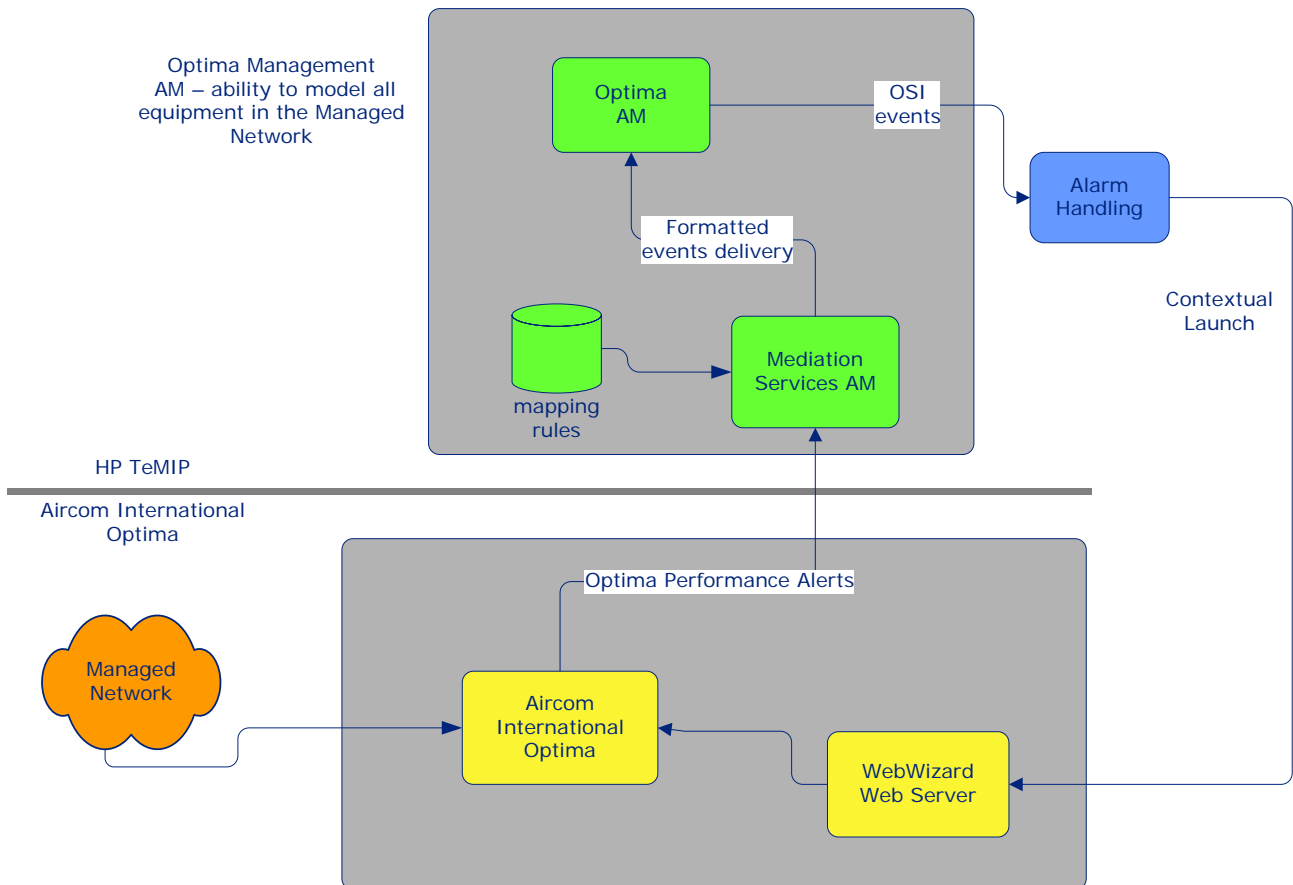 Optima Management
AM – ability to model all
equipment in the Managed
Network
Optima
AM
OSI
events
Alarm
Handling
Formatted
events delivery
Contextual
Launch
Mediation
Services AM
mapping
rules
HP TeMIP
Aircom International
Optima
Optima Performance Alerts
Managed
Network
Aircom
International
Optima
WebWizard
Web Server